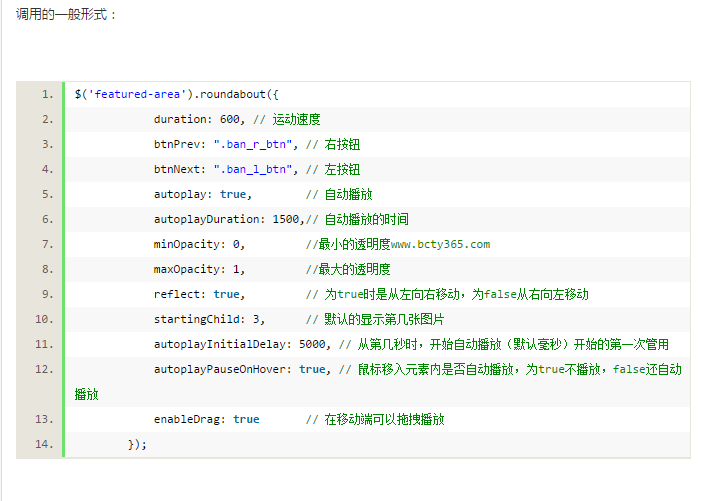 调用的一般形式：
1. $('featured-area').roundabout({
2. duration: 600, // 运动速度
3. btnPrev: ".ban_r_btn", // 右按钮
4. btnNext: ".ban_l_btn", // 左按钮
5. autoplay: true, // 自动播放
6. autoplayDuration: 1500,// 自动播放的时间
7. minOpacity: 0, //最小的透明度www.bcty365.com
8. maxOpacity: 1, //最大的透明度
9. reflect: true, // 为true时是从左向右移动，为false从右向左移动
10. startingChild: 3, // 默认的显示第几张图片
11. autoplayInitialDelay: 5000, // 从第几秒时，开始自动播放（默认毫秒）开始的第一次管用
12. autoplayPauseOnHover: true, // 鼠标移入元素内是否自动播放，为true不播放，false还自动
播放
13. enableDrag: true // 在移动端可以拖拽播放
14. });